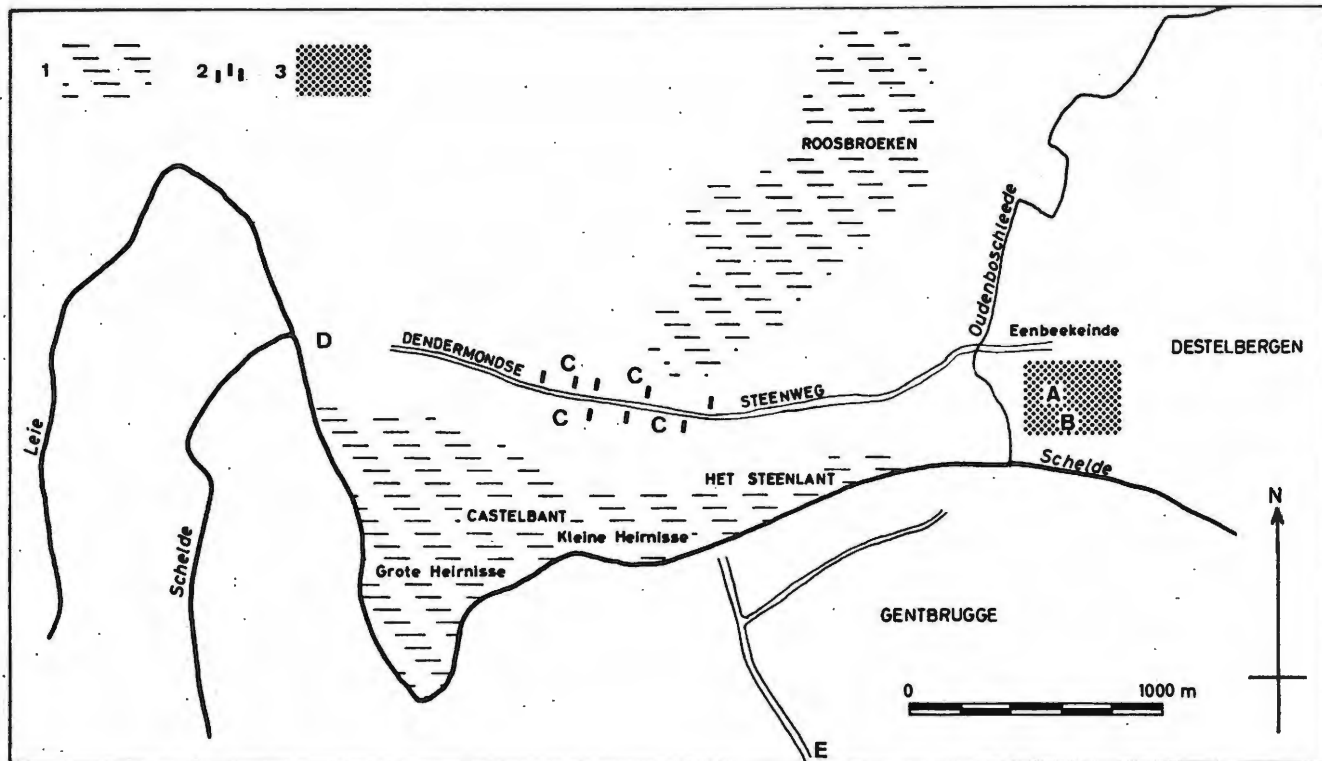 1
2
3
ROOSBROEKEN
Oudenboschleede
Leie
D
DENDERMONDSE
STEENWEG
C
C
C
C
Eenbeekeinde
DESTELBERGEN
A
B
Schelde
HET STEENLANT
CASTELBANT
Kleine Heirnisse
Schelde
Grote Heirnisse
N
GENTBRUGGE
0 1000 m
E